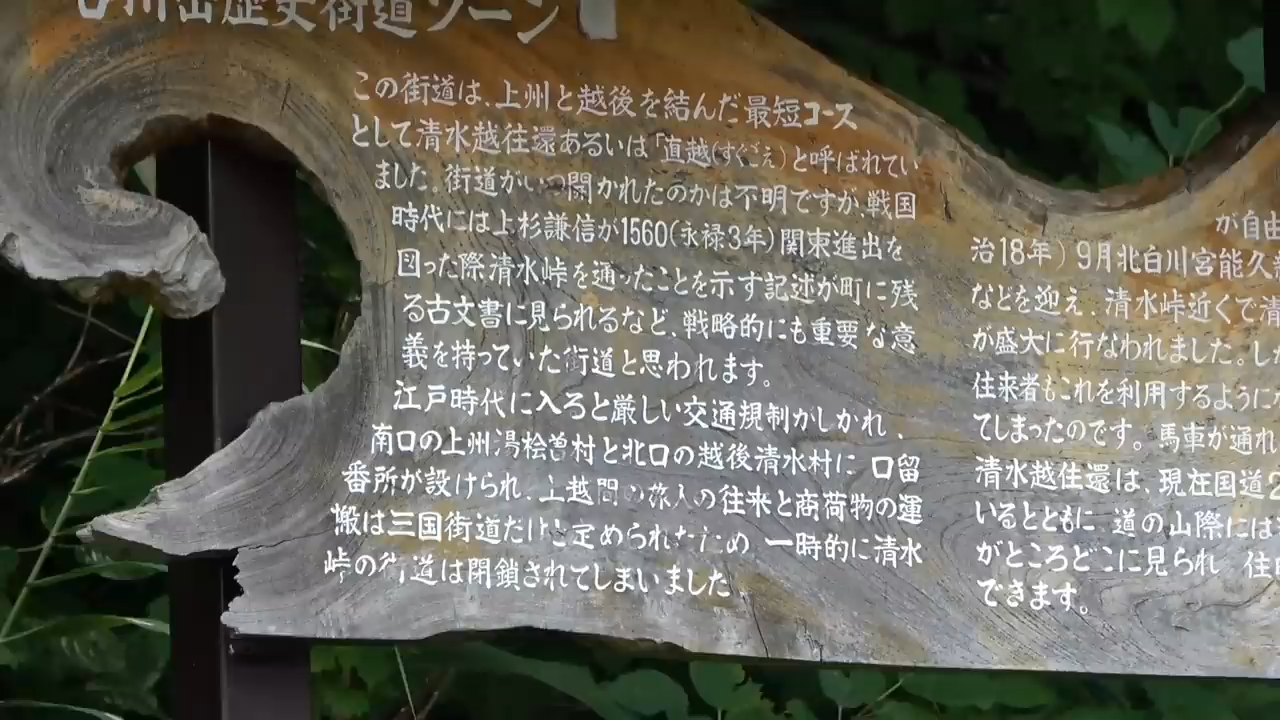 白川出歴史街道ゾーン
この街道は、上州と越後を結んだ最短コース
として清水越往還あるいは「直越(すぐごえ)と呼ばれてい
ました。街道がいつ開かれたのかは不明ですが、戦国
時代には上杉謙信が1560(永禄3年)関東進出を
図った際清水峠を通ったことを示す記述が町に残
る古文書に見られるなど、戦略的にも重要な意
義を持っていた街道と思われます。
江戸時代に入ろと厳しい交通規制がしかれ、
南口の上州湯桧曽村と北口の越後清水村に 口留
番所が設けられ、上越間の旅人の往来と商荷物の運
搬は三国街道だけと定められたため 一時的に清水
峠の街道は閉鎖されてしまいました
が自由
治18年)9月北白川宮能久
などを迎え、清水峠近くで清
が盛大に行なわれました。し
住来者もこれを利用するように
てしまったのです。馬車が通れ
清水越住還は、現在国道2
いるとともに 道の山際には
がところどこに見られ 住
できます。